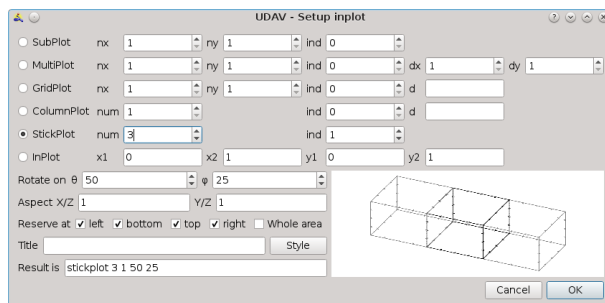 UDAV - Setup inplot
SubPlot nx 1 ny 1 ind 0
MultiPlot nx 1 ny 1 ind 0 dx 1 dy 1
GridPlot nx 1 ny 1 ind 0 d
ColumnPlot num 1 ind 0 d
StickPlot num 3 ind 1
InPlot x1 0 x2 1 y1 0 y2 1
Rotate on θ 50 φ 25
Aspect X/Z 1 Y/Z 1
Reserve at left bottom top right Whole area
Title Style
Result is stickplot 3 1 50 25
Cancel OK